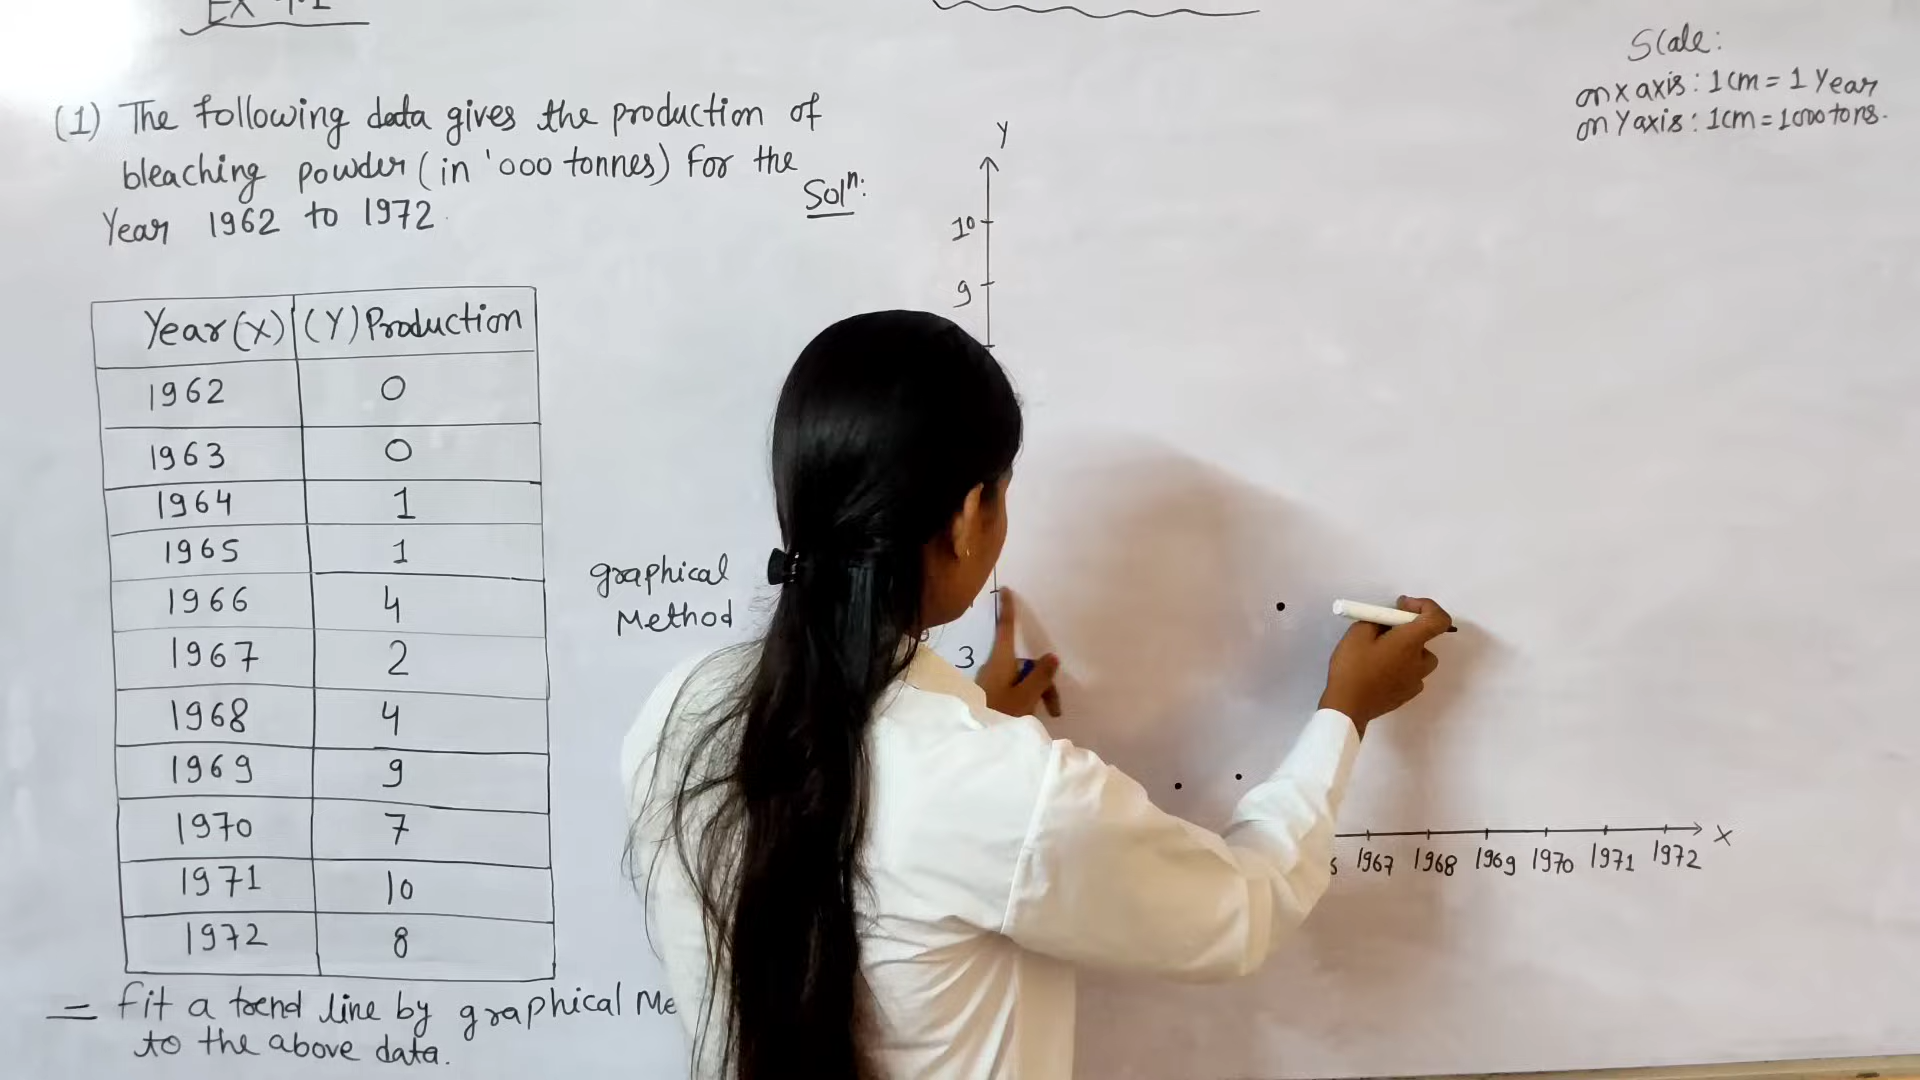 (1) The following data gives the production of
bleaching powder (in '000 tonnes) For the
Year 1962 to 1972.
Year (X) (Y) Production
1962 0
1963 0
1964 1
1965 1
1966 4
1967 2
1968 4
1969 9
1970 7
1971 10
1972 8
= fit a trend line by graphical Me
to the above data.
graphical
Method
Solⁿ:
Y
10
9
3
1967 1968 1969 1970 1971 1972 X
Scale:
on x axis: 1cm = 1 Year
on Y axis: 1cm = 1000 tons.